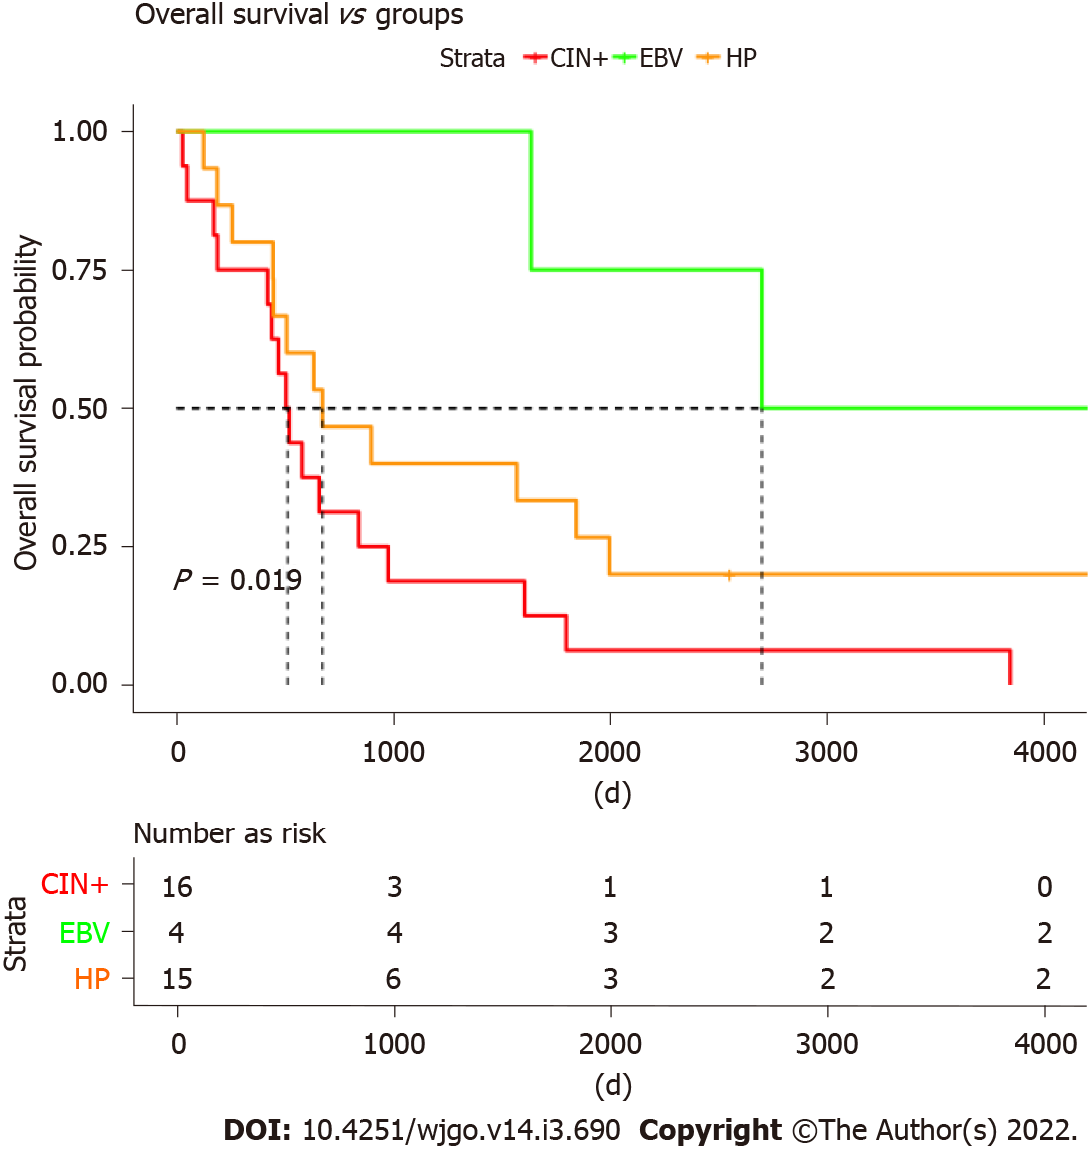 Overall survival vs groups
Strata CIN+ EBV HP
1.00
0.75
0.50
0.25
0.00
Overall survisal probability
P = 0.019
0 1000 2000 3000 4000
(d)
Number as risk
Strata
CIN+ 16 3 1 1 0
EBV 4 4 3 2 2
HP 15 6 3 2 2
0 1000 2000 3000 4000
(d)
DOI: 10.4251/wjgo.v14.i3.690 Copyright ©The Author(s) 2022.